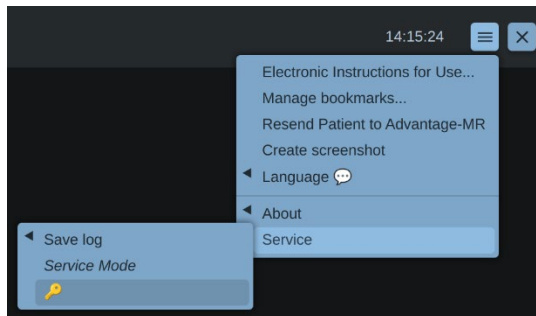 14:15:24
Electronic Instructions for Use...
Manage bookmarks...
Resend Patient to Advantage-MR
Create screenshot
Language 💬
About
Service
Save log
Service Mode
🔑